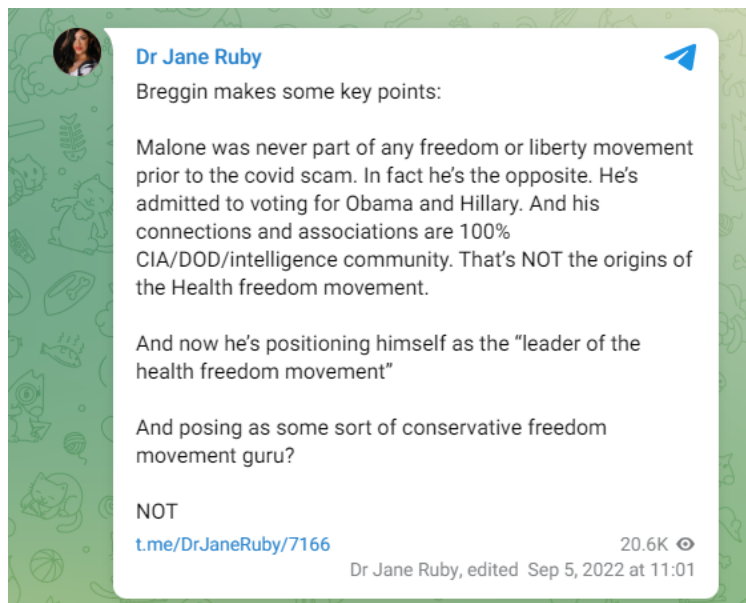 Dr Jane Ruby
Breggin makes some key points:
Malone was never part of any freedom or liberty movement
prior to the covid scam. In fact he's the opposite. He's
admitted to voting for Obama and Hillary. And his
connections and associations are 100%
CIA/DOD/intelligence community. That's NOT the origins of
the Health freedom movement.
And now he's positioning himself as the “leader of the
health freedom movement”
And posing as some sort of conservative freedom
movement guru?
NOT
t.me/DrJaneRuby/7166 20.6K
Dr Jane Ruby, edited Sep 5, 2022 at 11:01